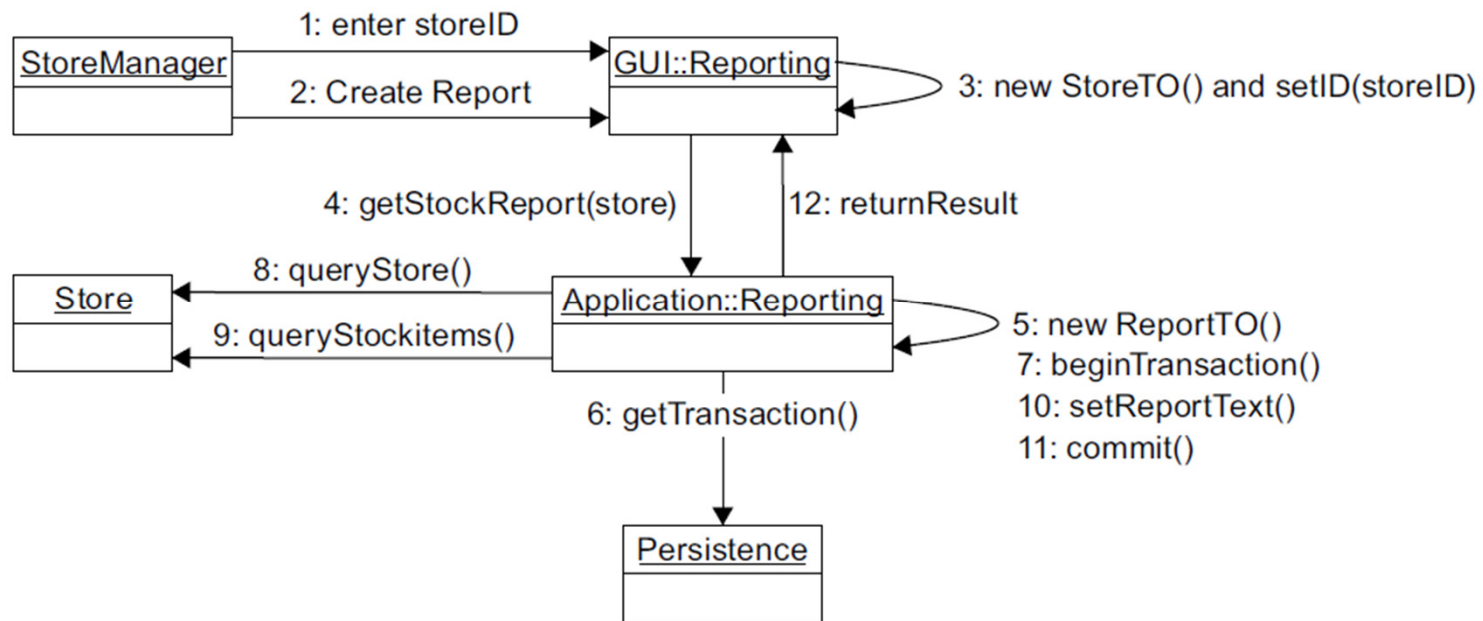 1: enter storeID
StoreManager
GUI::Reporting
2: Create Report
3: new StoreTO() and setID(storeID)
4: getStockReport(store)
12: returnResult
8: queryStore()
Store
Application::Reporting
9: queryStockitems()
5: new ReportTO()
7: beginTransaction()
6: getTransaction()
10: setReportText()
11: commit()
Persistence